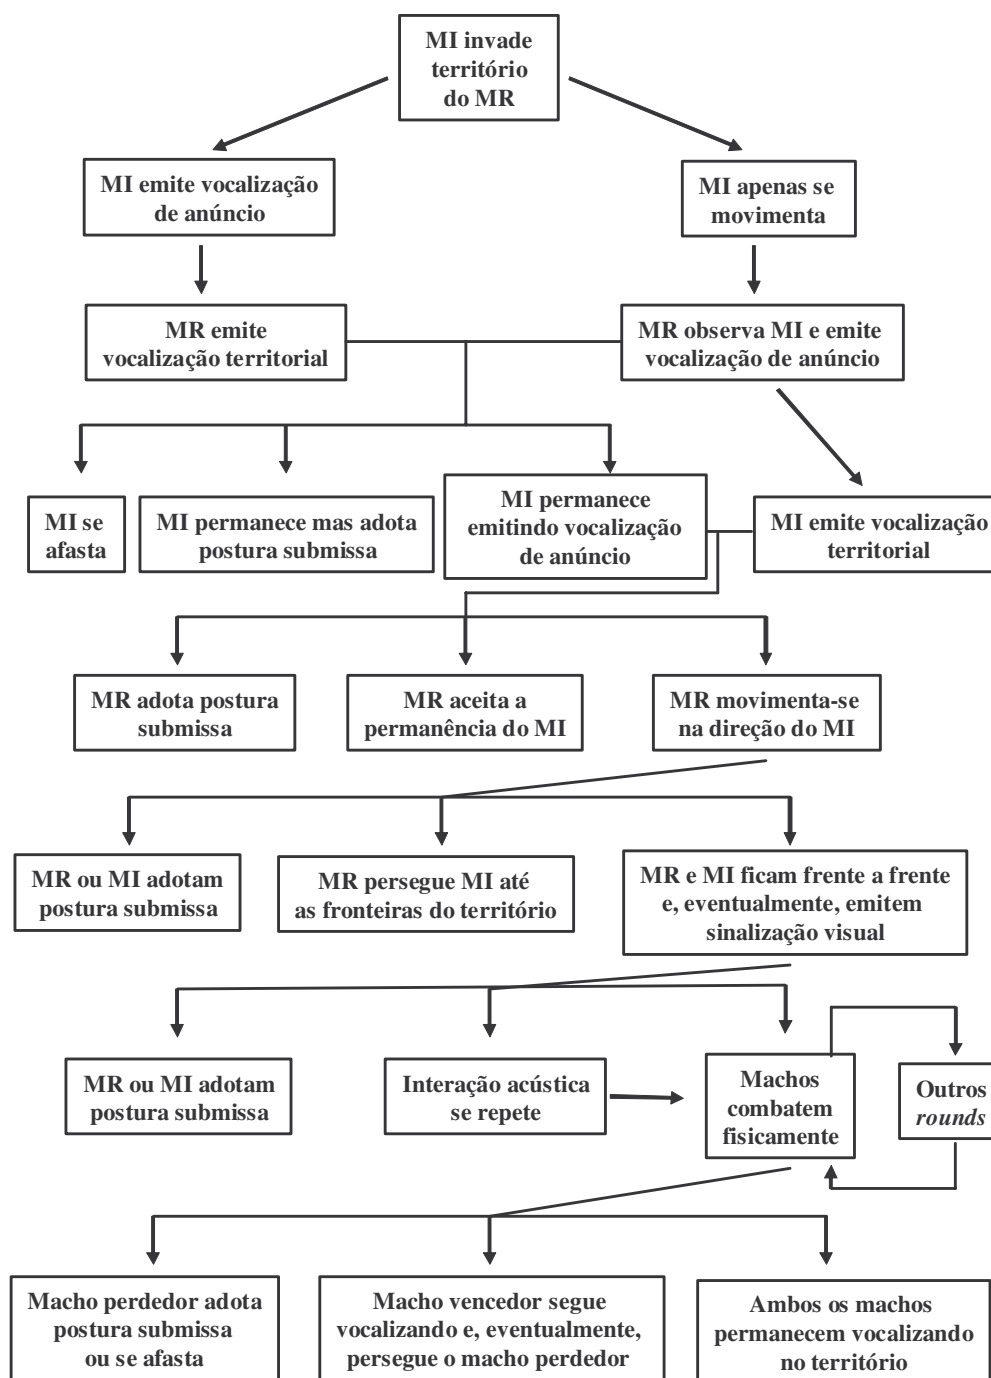 MI invade
território
do MR
MI emite vocalização
de anúncio
MI apenas se
movimenta
MR emite
vocalização territorial
MR observa MI e emite
vocalização de anúncio
MI se
afasta
MI permanece mas adota
postura submissa
MI permanece
emitindo vocalização
de anúncio
MI emite vocalização
territorial
MR adota postura
submissa
MR aceita a
permanência do MI
MR movimenta-se
na direção do MI
MR ou MI adotam
postura submissa
MR persegue MI até
as fronteiras do território
MR e MI ficam frente a frente
e, eventualmente, emitem
sinalização visual
MR ou MI adotam
postura submissa
Interação acústica
se repete
Machos
combatem
fisicamente
Outros
rounds
Macho perdedor adota
postura submissa
ou se afasta
Macho vencedor segue
vocalizando e, eventualmente,
persegue o macho perdedor
Ambos os machos
permanecem vocalizando
no território